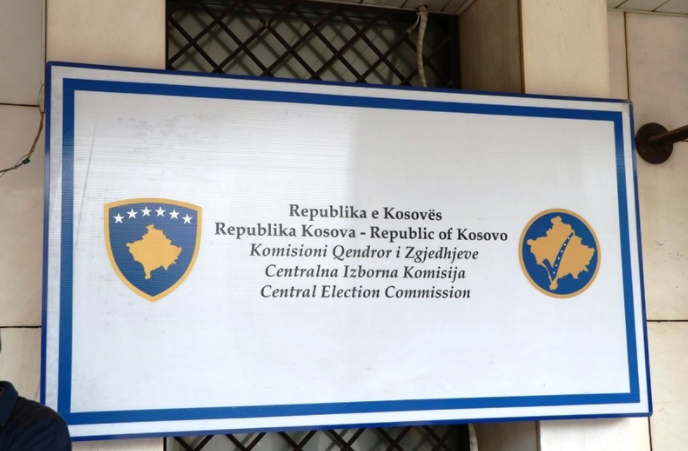 Republika e Kosovës
Republika Kosova - Republic of Kosovo
Komisioni Qendror i Zgjedhjeve
Centralna Izborna Komisija
Central Election Commission